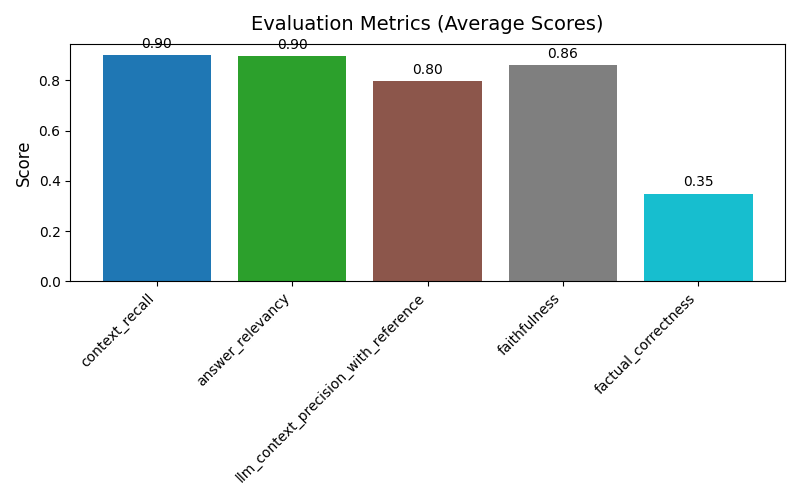 Evaluation Metrics (Average Scores)
0.90
0.90
0.80
0.86
0.35
Score
0.8
0.6
0.4
0.2
0.0
context_recall
answer_relevancy
llm_context_precision_with_reference
faithfulness
factual_correctness